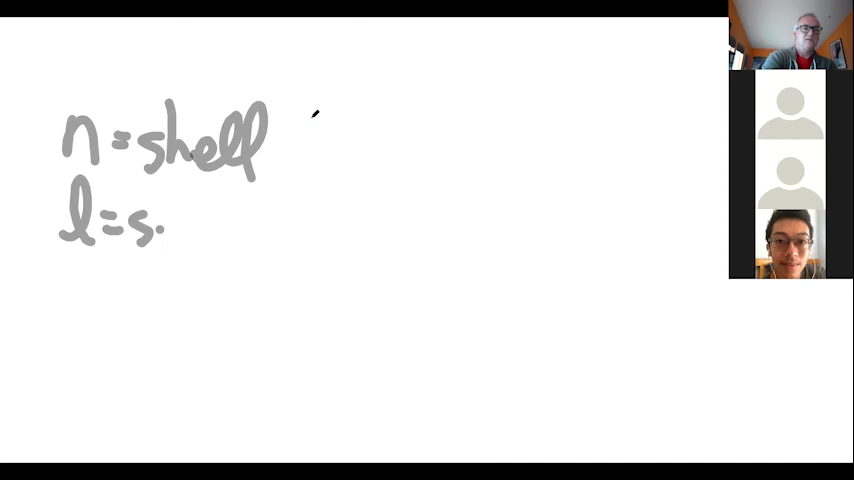 n = shell
l = s.